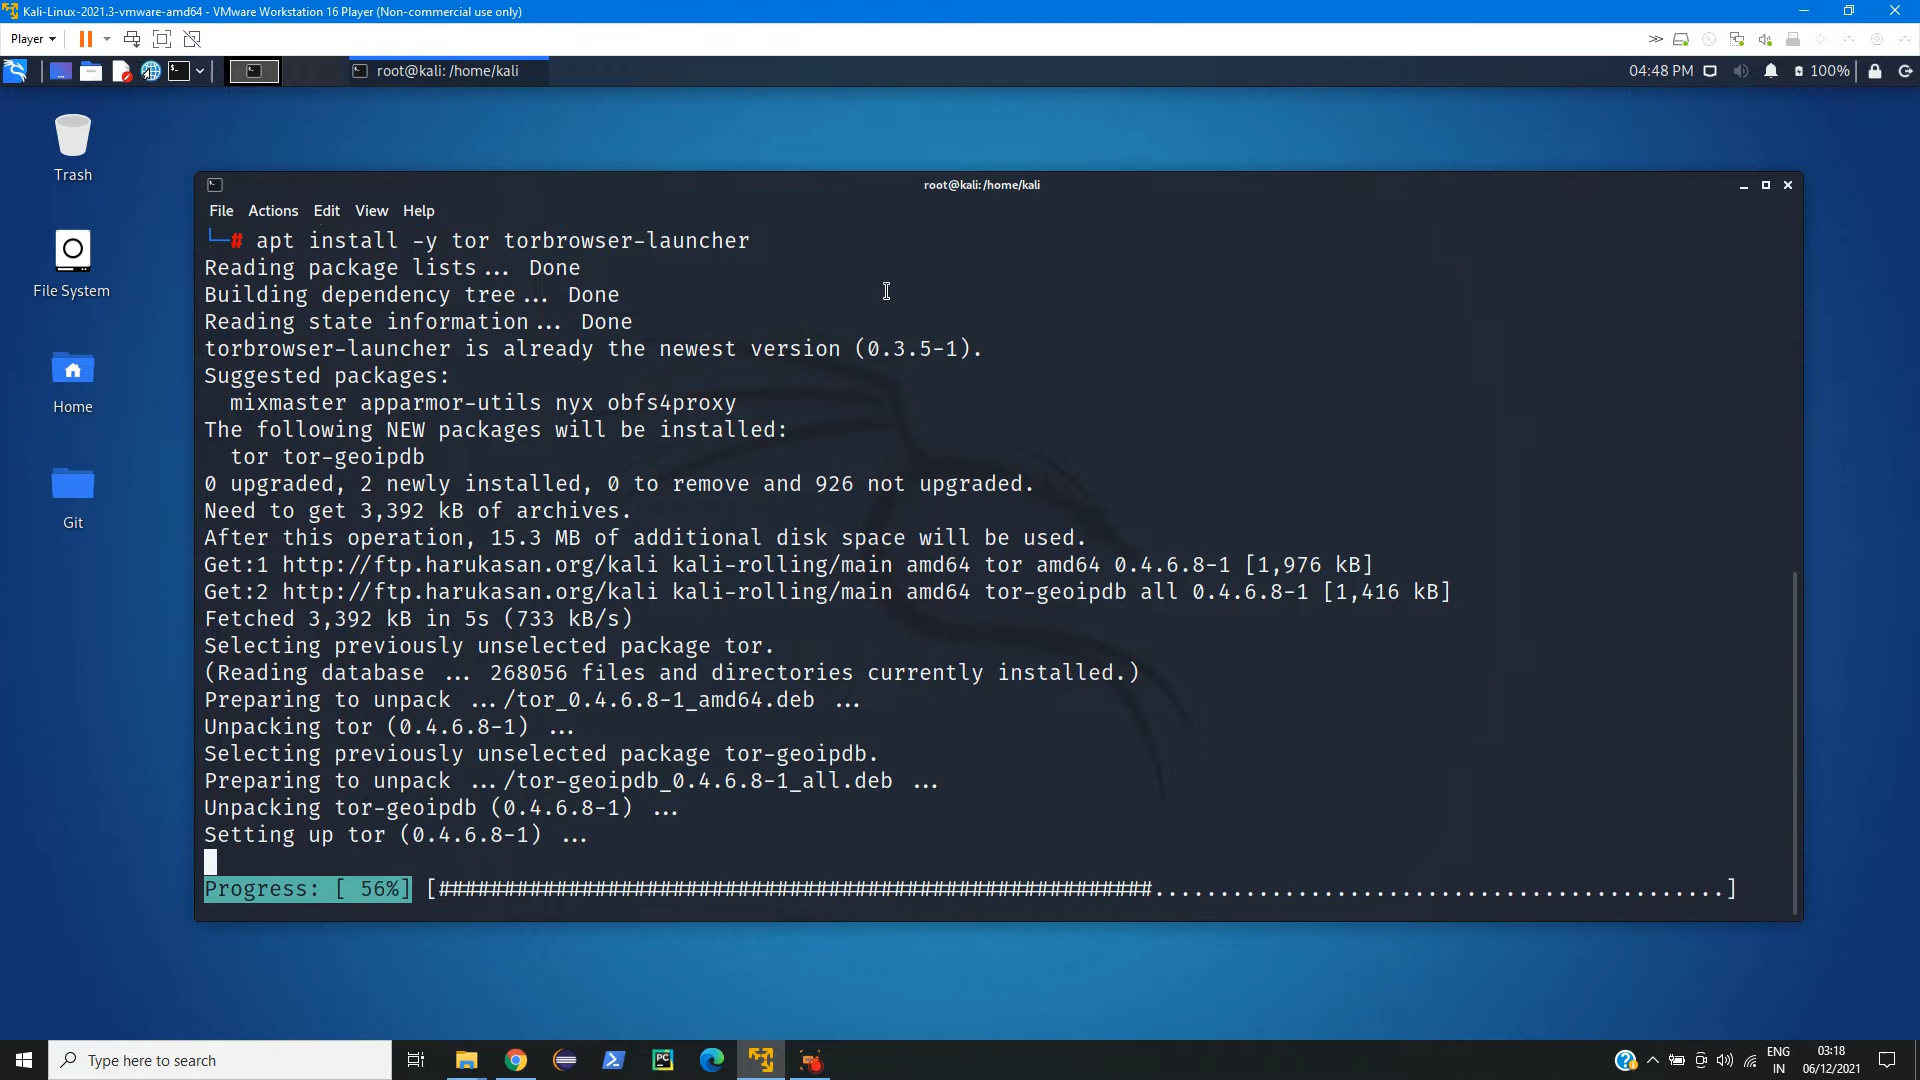 Kali-Linux-2021.3-vmware-amd64 - VMware Workstation 16 Player (Non-commercial use only)
Player
root@kali: /home/kali
04:48 PM
100%
Trash
File System
Home
Git
root@kali: /home/kali
File Actions Edit View Help
└─# apt install -y tor torbrowser-launcher
Reading package lists... Done
Building dependency tree... Done
Reading state information... Done
torbrowser-launcher is already the newest version (0.3.5-1).
Suggested packages:
mixmaster apparmor-utils nyx obfs4proxy
The following NEW packages will be installed:
tor tor-geoipdb
0 upgraded, 2 newly installed, 0 to remove and 926 not upgraded.
Need to get 3,392 kB of archives.
After this operation, 15.3 MB of additional disk space will be used.
Get:1 http://ftp.harukasan.org/kali kali-rolling/main amd64 tor amd64 0.4.6.8-1 [1,976 kB]
Get:2 http://ftp.harukasan.org/kali kali-rolling/main amd64 tor-geoipdb all 0.4.6.8-1 [1,416 kB]
Fetched 3,392 kB in 5s (733 kB/s)
Selecting previously unselected package tor.
(Reading database ... 268056 files and directories currently installed.)
Preparing to unpack .../tor_0.4.6.8-1_amd64.deb ...
Unpacking tor (0.4.6.8-1) ...
Selecting previously unselected package tor-geoipdb.
Preparing to unpack .../tor-geoipdb_0.4.6.8-1_all.deb ...
Unpacking tor-geoipdb (0.4.6.8-1) ...
Setting up tor (0.4.6.8-1) ...
Progress: [ 56%] [#######################################################............................................]
Type here to search
PC
ENG
IN
03:18
06/12/2021